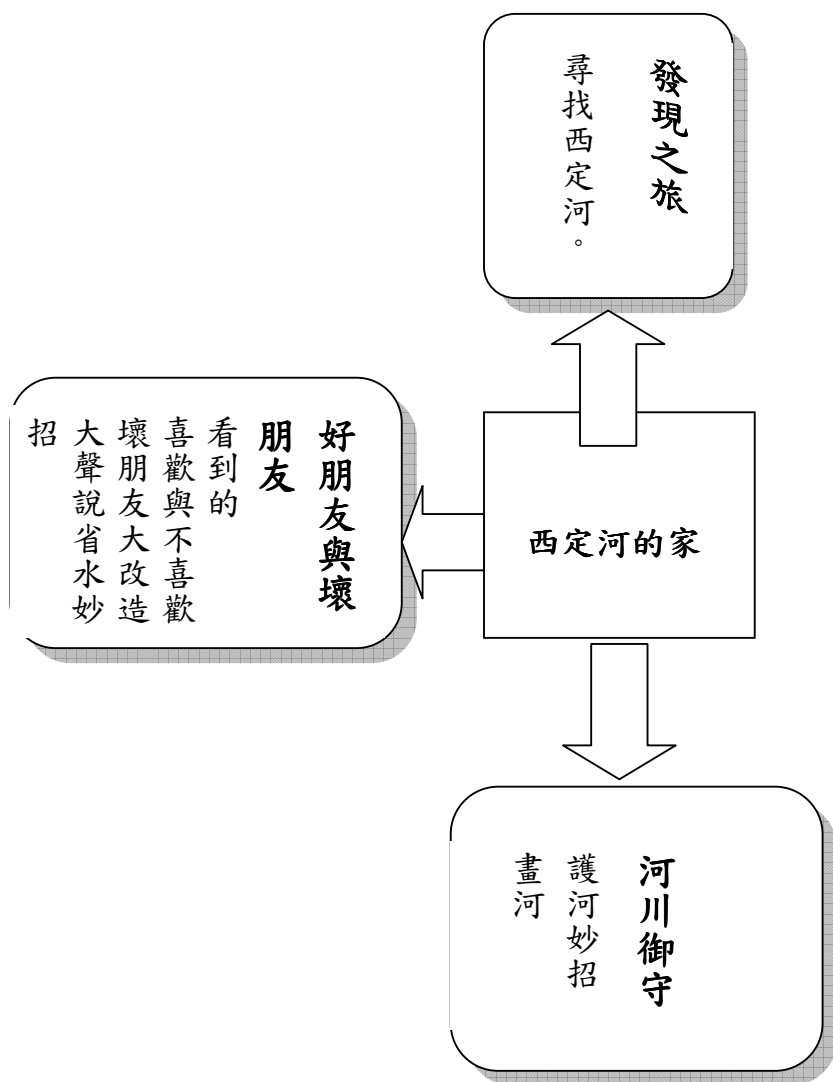 發現之旅
尋找西定河。
西定河的家
好朋友與壞
朋友
看到的
喜歡與不喜歡
壞朋友大改造
大聲說省水妙
招
河川御守
護河妙招
畫河